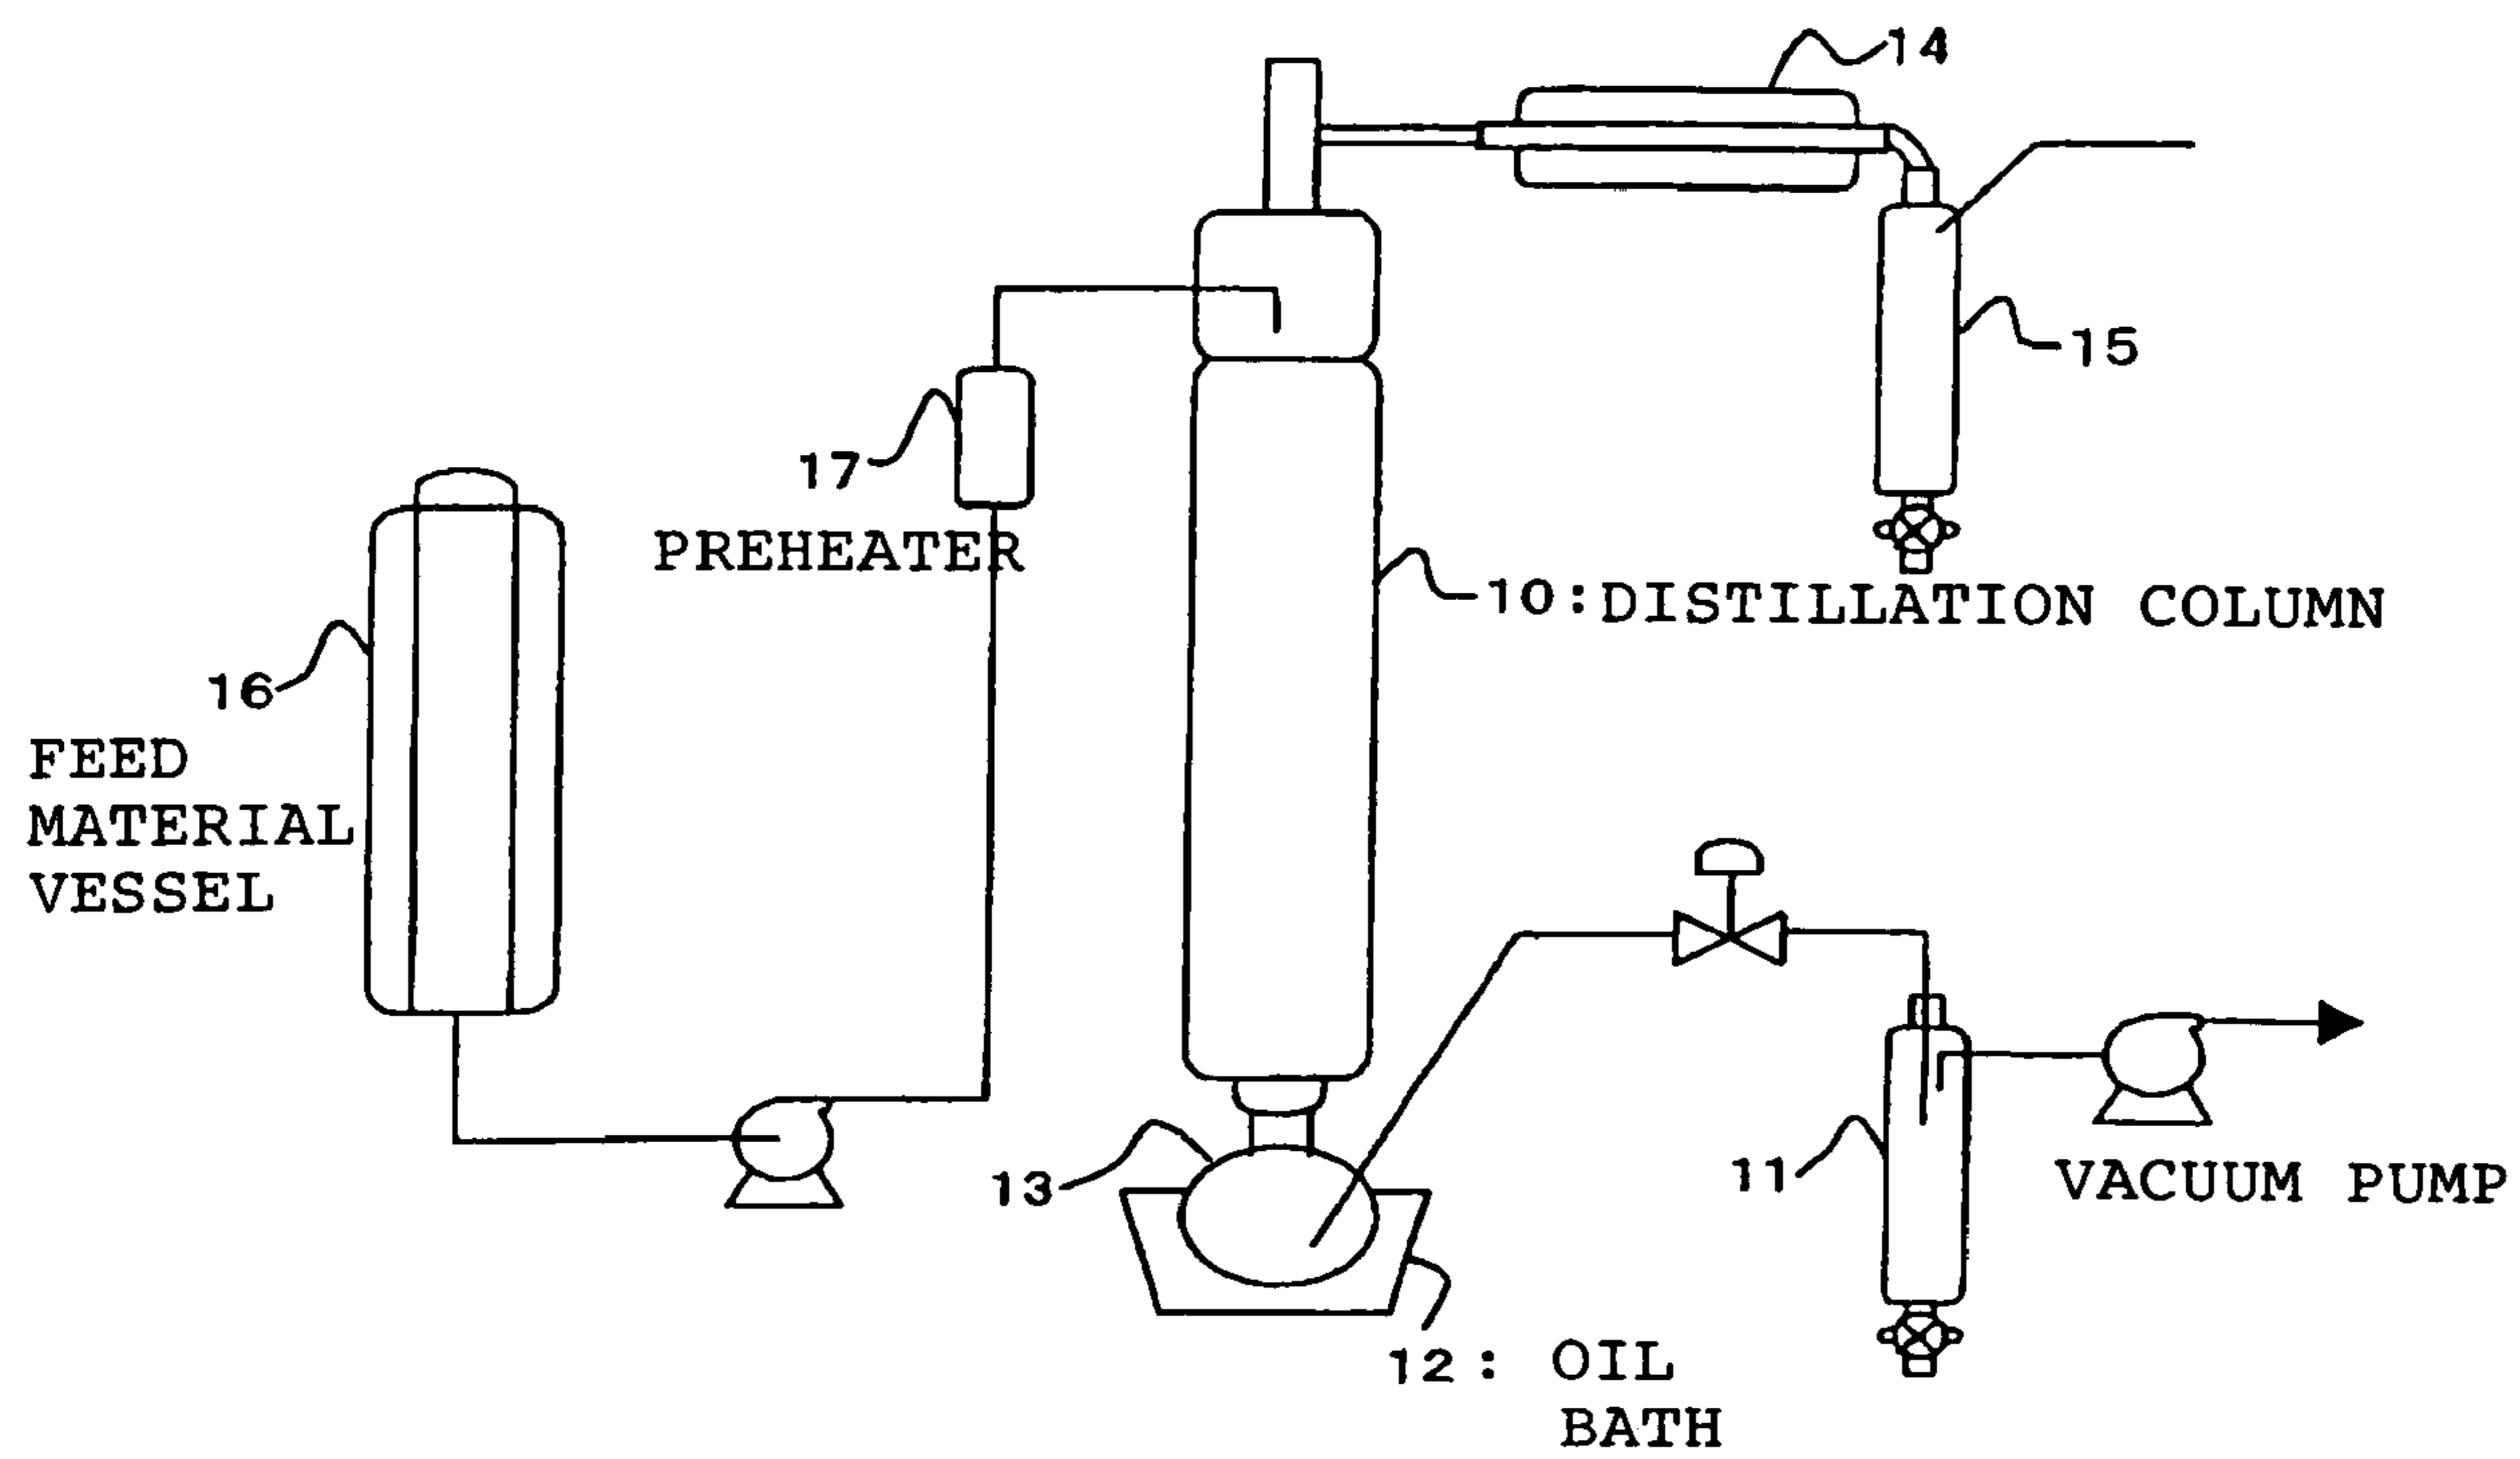 14
15
17
PREHEATER
10: DISTILLATION COLUMN
16
FEED
MATERIAL
VESSEL
13
11
VACUUM PUMP
12: OIL
BATH